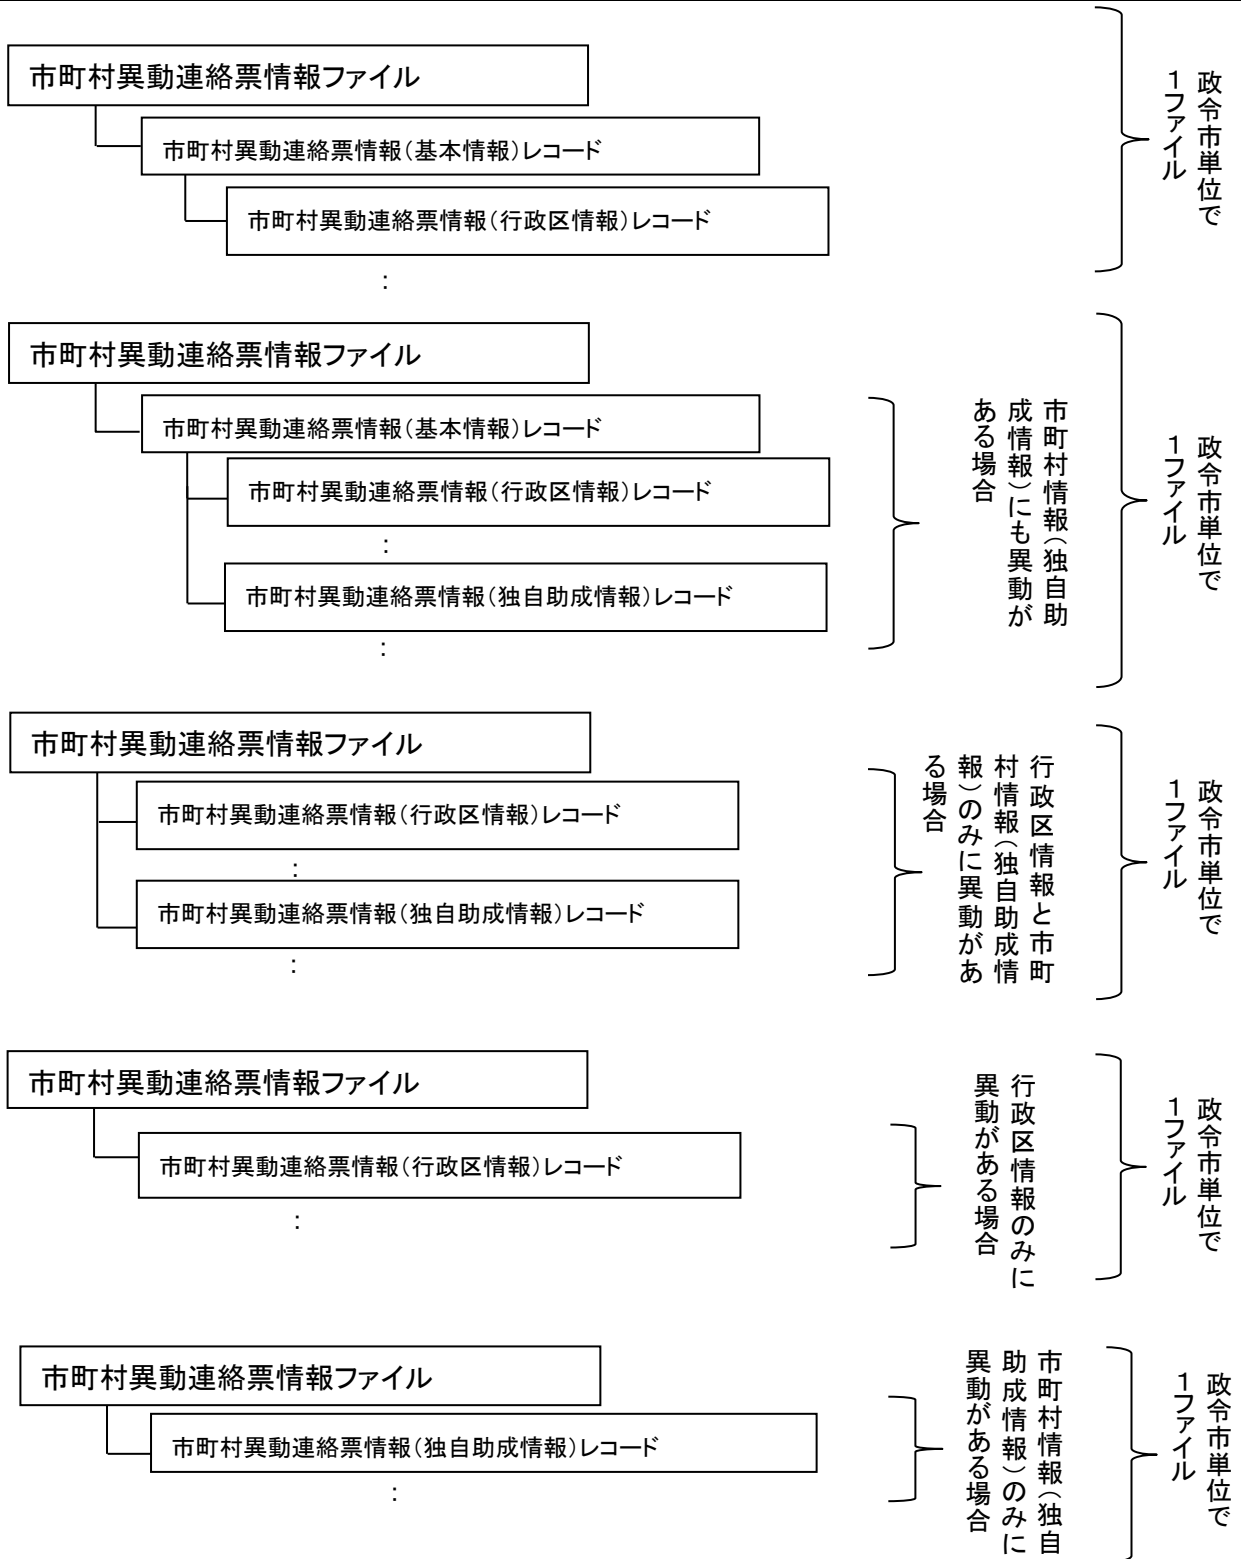 市町村異動連絡票情報ファイル
市町村異動連絡票情報（基本情報）レコード
市町村異動連絡票情報（行政区情報）レコード
：
政令市単位で
１ファイル
市町村異動連絡票情報ファイル
市町村異動連絡票情報（基本情報）レコード
市町村異動連絡票情報（行政区情報）レコード
：
市町村異動連絡票情報（独自助成情報）レコード
：
市町村情報（独自助
成情報）にも異動が
ある場合
政令市単位で
１ファイル
市町村異動連絡票情報ファイル
市町村異動連絡票情報（行政区情報）レコード
：
市町村異動連絡票情報（独自助成情報）レコード
：
行政区情報と市町
村情報（独自助成情
報）のみに異動があ
る場合
政令市単位で
１ファイル
市町村異動連絡票情報ファイル
市町村異動連絡票情報（行政区情報）レコード
：
行政区情報のみに
異動がある場合
政令市単位で
１ファイル
市町村異動連絡票情報ファイル
市町村異動連絡票情報（独自助成情報）レコード
：
市町村情報（独自
助成情報）のみに
異動がある場合
政令市単位で
１ファイル